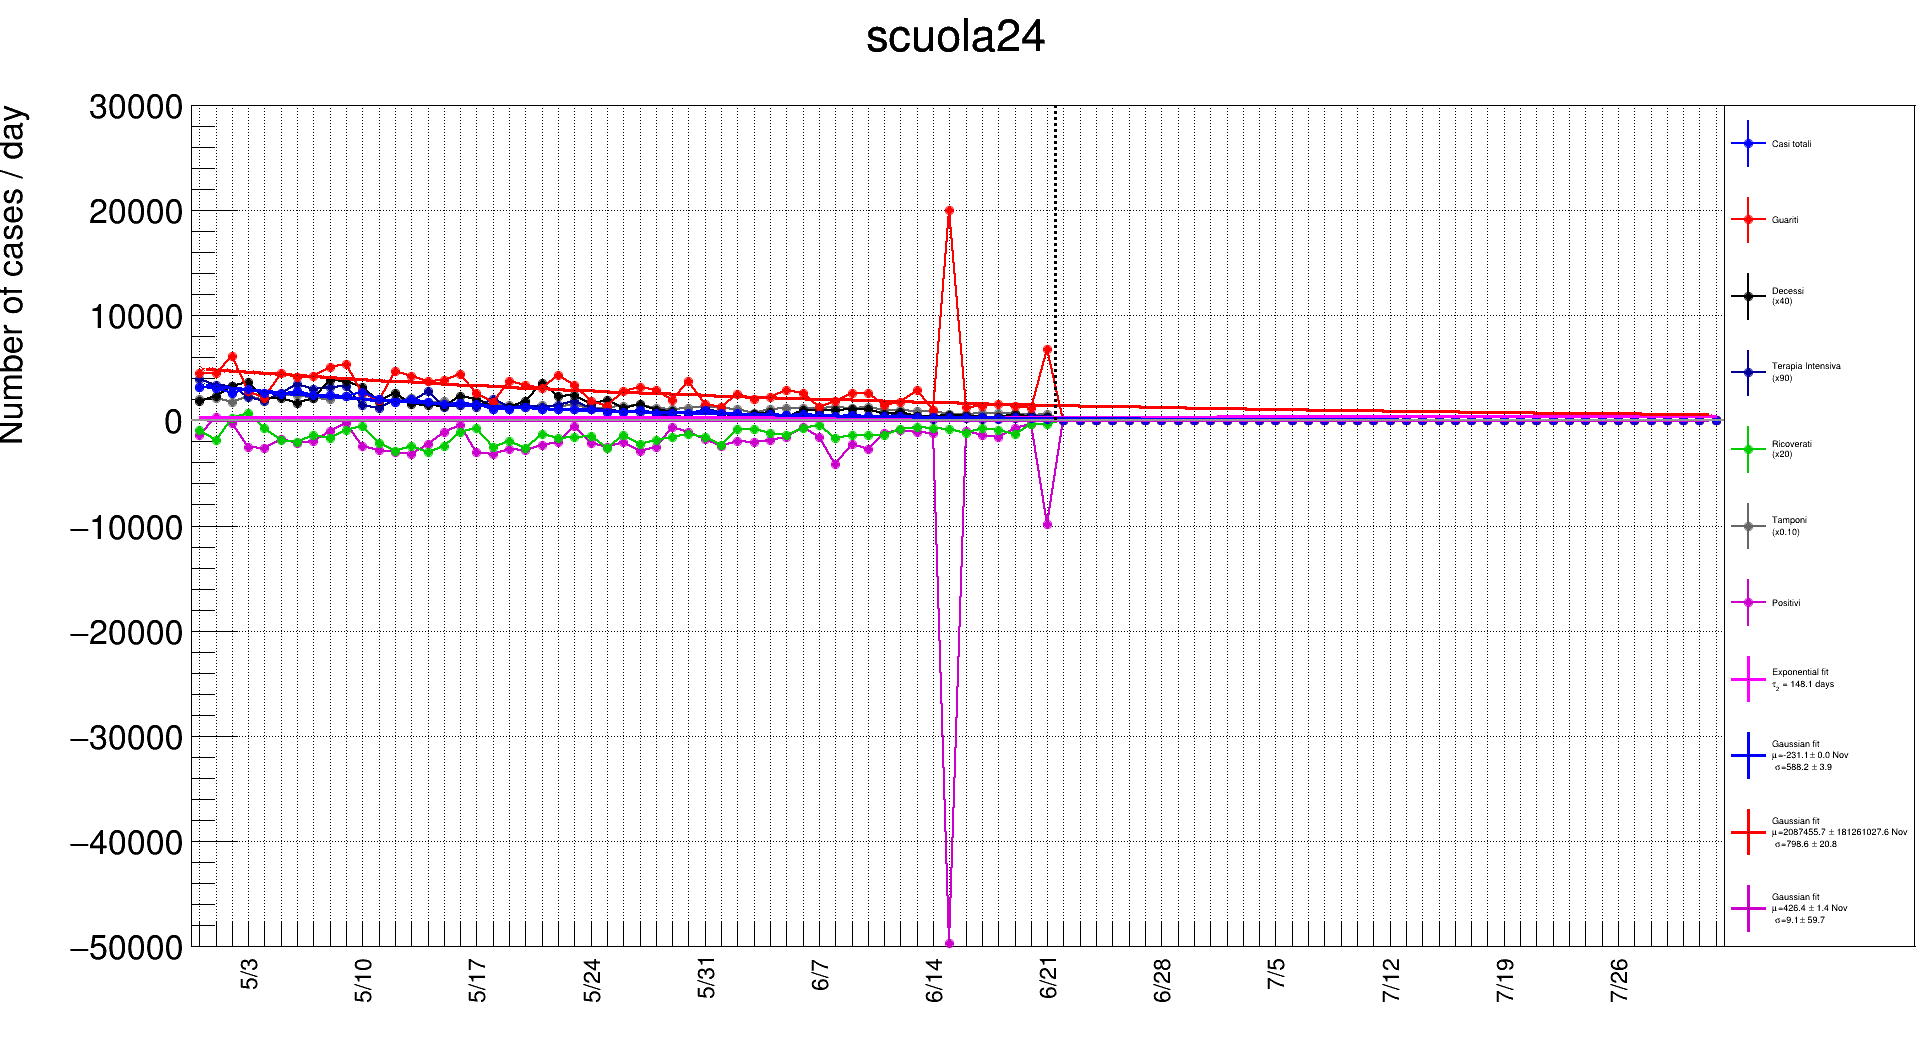 scuola24
Number of cases / day
30000
20000
10000
0
−10000
−20000
−30000
−40000
−50000
5/3
5/10
5/17
5/24
5/31
6/7
6/14
6/21
6/28
7/5
7/12
7/19
7/26
Casi totali
Guariti
Decessi
(x40)
Terapia Intensiva
(x90)
Ricoverati
(x20)
Tamponi
(x0.10)
Positivi
Exponential fit
τ2 = 148.1 days
Gaussian fit
μ=-231.1 ± 0.0 Nov
σ=588.2 ± 3.9
Gaussian fit
μ=2087455.7 ± 181261027.6 Nov
σ=798.6 ± 20.8
Gaussian fit
μ=426.4 ± 1.4 Nov
σ=9.1 ± 59.7